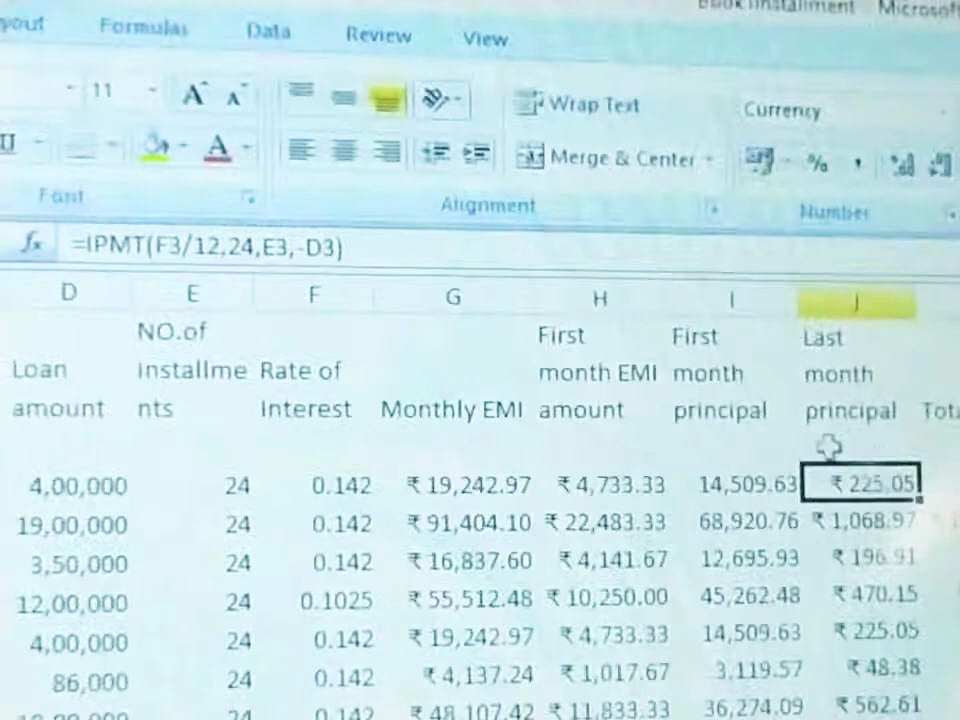 Book Installment - Microsoft
yout Formulas Data Review View
11 A A Wrap Text Currency
U A Merge & Center % ,
Font Alignment Number
fx =IPMT(F3/12,24,E3,-D3)
D E F G H I J
Loan amount NO.of installme nts Rate of Interest Monthly EMI First month EMI amount First month principal Last month principal Tot
4,00,000 24 0.142 ₹ 19,242.97 ₹ 4,733.33 14,509.63 ₹ 225.05
19,00,000 24 0.142 ₹ 91,404.10 ₹ 22,483.33 68,920.76 ₹ 1,068.97
3,50,000 24 0.142 ₹ 16,837.60 ₹ 4,141.67 12,695.93 ₹ 196.91
12,00,000 24 0.1025 ₹ 55,512.48 ₹ 10,250.00 45,262.48 ₹ 470.15
4,00,000 24 0.142 ₹ 19,242.97 ₹ 4,733.33 14,509.63 ₹ 225.05
86,000 24 0.142 ₹ 4,137.24 ₹ 1,017.67 3,119.57 ₹ 48.38
24 0.142 ₹ 48,107.42 ₹ 11,833.33 36,274.09 ₹ 562.61